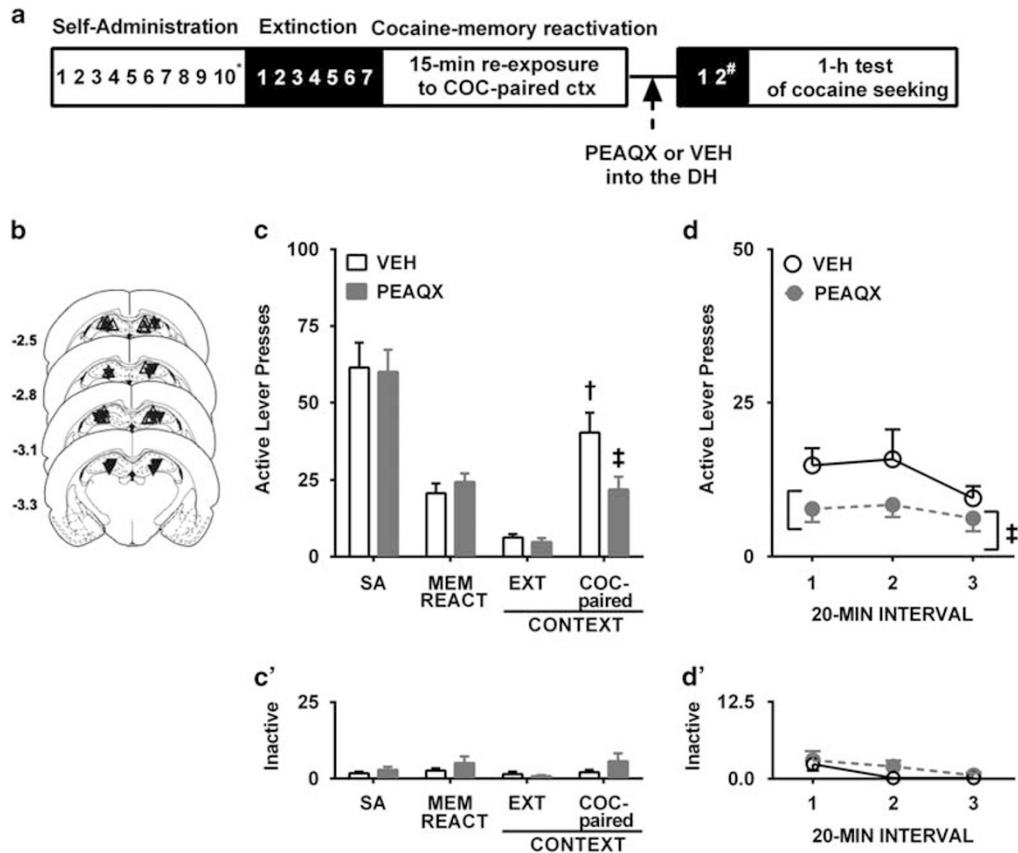 a
Self-Administration Extinction Cocaine-memory reactivation
1 2 3 4 5 6 7 8 9 10* 1 2 3 4 5 6 7 15-min re-exposure to COC-paired ctx 1 2# 1-h test of cocaine seeking
PEAQX or VEH
into the DH
b
-2.5
-2.8
-3.1
-3.3
c
100
75
50
25
0
Active Lever Presses
VEH
PEAQX
†
‡
SA MEM REACT EXT COC-paired
CONTEXT
d
50
25
0
Active Lever Presses
VEH
PEAQX
‡
1 2 3
20-MIN INTERVAL
c'
25
0
Inactive
SA MEM REACT EXT COC-paired
CONTEXT
d'
12.5
0.0
Inactive
1 2 3
20-MIN INTERVAL